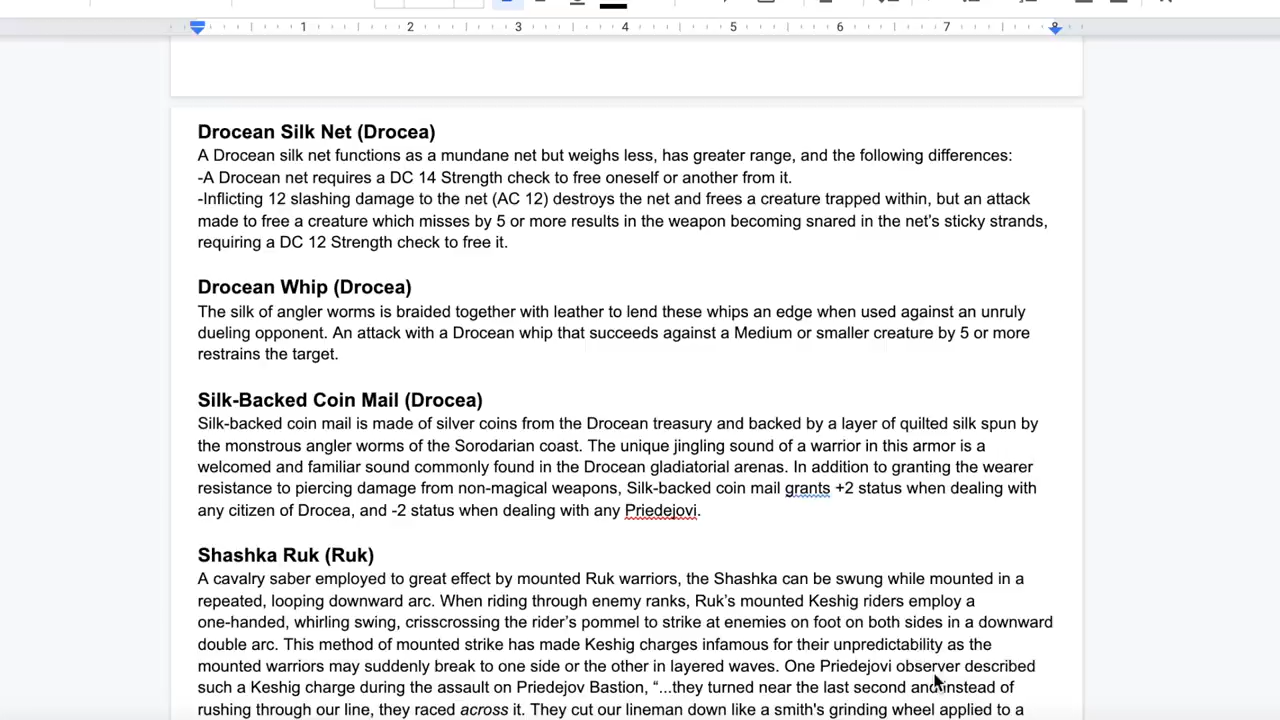 1 2 3 4 5 6 7 8
Drocean Silk Net (Drocea)
A Drocean silk net functions as a mundane net but weighs less, has greater range, and the following differences:
-A Drocean net requires a DC 14 Strength check to free oneself or another from it.
-Inflicting 12 slashing damage to the net (AC 12) destroys the net and frees a creature trapped within, but an attack
made to free a creature which misses by 5 or more results in the weapon becoming snared in the net’s sticky strands,
requiring a DC 12 Strength check to free it.
Drocean Whip (Drocea)
The silk of angler worms is braided together with leather to lend these whips an edge when used against an unruly
dueling opponent. An attack with a Drocean whip that succeeds against a Medium or smaller creature by 5 or more
restrains the target.
Silk-Backed Coin Mail (Drocea)
Silk-backed coin mail is made of silver coins from the Drocean treasury and backed by a layer of quilted silk spun by
the monstrous angler worms of the Sorodarian coast. The unique jingling sound of a warrior in this armor is a
welcomed and familiar sound commonly found in the Drocean gladiatorial arenas. In addition to granting the wearer
resistance to piercing damage from non-magical weapons, Silk-backed coin mail grants +2 status when dealing with
any citizen of Drocea, and -2 status when dealing with any Priedejovi.
Shashka Ruk (Ruk)
A cavalry saber employed to great effect by mounted Ruk warriors, the Shashka can be swung while mounted in a
repeated, looping downward arc. When riding through enemy ranks, Ruk’s mounted Keshig riders employ a
one-handed, whirling swing, crisscrossing the rider’s pommel to strike at enemies on foot on both sides in a downward
double arc. This method of mounted strike has made Keshig charges infamous for their unpredictability as the
mounted warriors may suddenly break to one side or the other in layered waves. One Priedejovi observer described
such a Keshig charge during the assault on Priedejov Bastion, “...they turned near the last second and instead of
rushing through our line, they raced across it. They cut our lineman down like a smith's grinding wheel applied to a